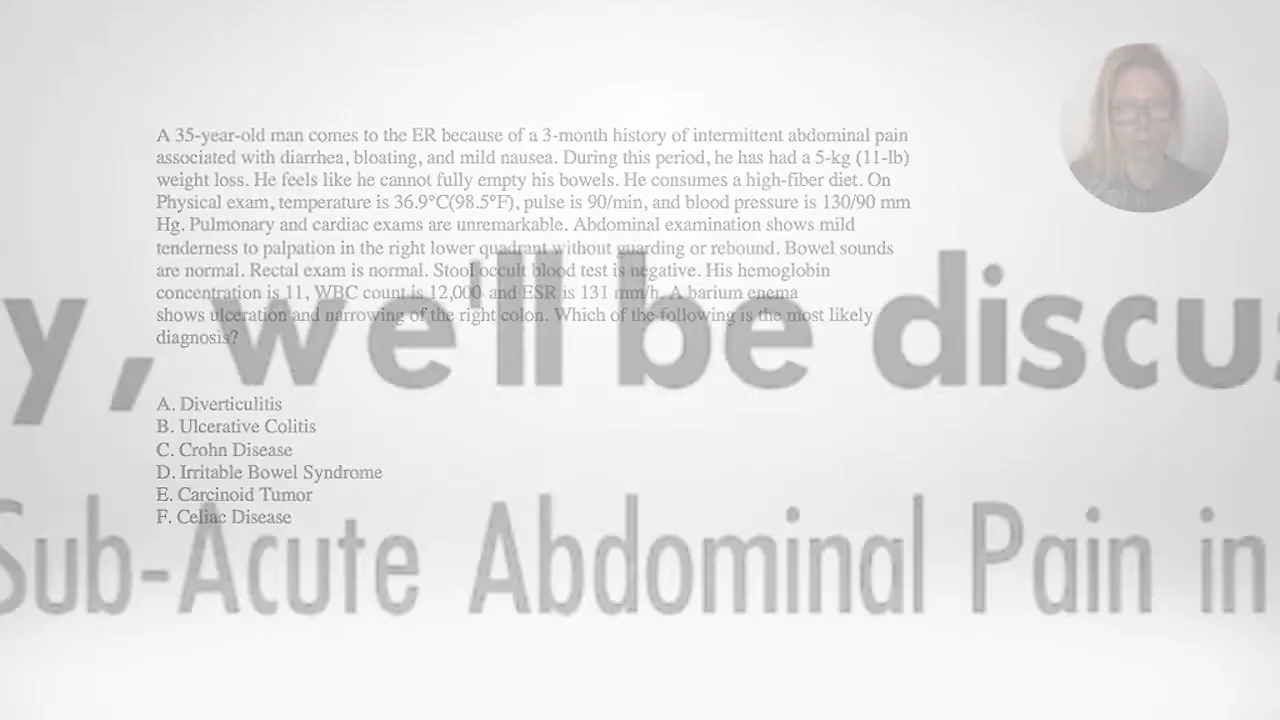 A 35-year-old man comes to the ER because of a 3-month history of intermittent abdominal pain
associated with diarrhea, bloating, and mild nausea. During this period, he has had a 5-kg (11-lb)
weight loss. He feels like he cannot fully empty his bowels. He consumes a high-fiber diet. On
Physical exam, temperature is 36.9°C(98.5°F), pulse is 90/min, and blood pressure is 130/90 mm
Hg. Pulmonary and cardiac exams are unremarkable. Abdominal examination shows mild
tenderness to palpation in the right lower quadrant without guarding or rebound. Bowel sounds
are normal. Rectal exam is normal. Stool occult blood test is negative. His hemoglobin
concentration is 11, WBC count is 12,000 and ESR is 131 mm/h. A barium enema
shows ulceration and narrowing of the right colon. Which of the following is the most likely
diagnosis?
y, we'll be discus
A. Diverticulitis
B. Ulcerative Colitis
C. Crohn Disease
D. Irritable Bowel Syndrome
E. Carcinoid Tumor
F. Celiac Disease
Sub-Acute Abdominal Pain in